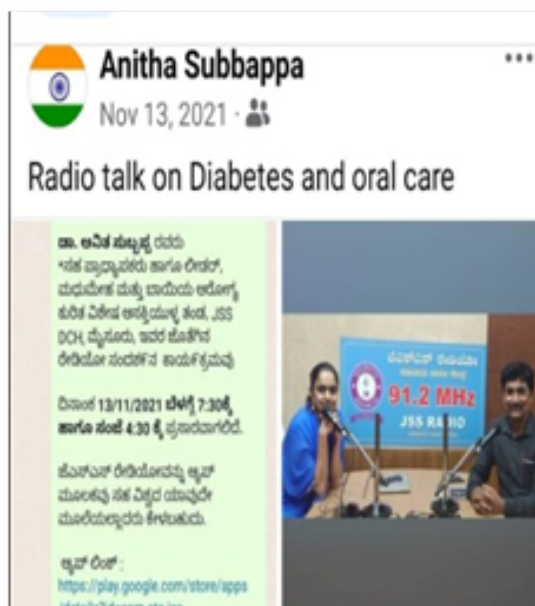 Anitha Subbappa
Nov 13, 2021
Radio talk on Diabetes and oral care
ಡಾ. ಅನಿತ ಸುಬ್ಬಪ್ಪ ರವರು
*ಸಹ ಪ್ರಾಧ್ಯಾಪಕರು ಹಾಗೂ ಲೀಡರ್,
ಮಧುಮೇಹ ಮತ್ತು ಬಾಯಿಯ ಆರೋಗ್ಯ
ಕುರಿತ ವಿಶೇಷ ಆಸಕ್ತಿಯುಳ್ಳ ತಂಡ, JSS
DCH, ಮೈಸೂರು, ಇವರ ಜೊತೆಗಿನ
ರೇಡಿಯೋ ಸಂದರ್ಶನ ಕಾರ್ಯಕ್ರಮವು
ದಿನಾಂಕ 13/11/2021 ಬೆಳಗ್ಗೆ 7:30ಕ್ಕೆ
ಹಾಗೂ ಸಂಜೆ 4:30 ಕ್ಕೆ ಪ್ರಸಾರವಾಗಲಿದೆ.
ಜೆಎಸ್ಎಸ್ ರೇಡಿಯೋವನ್ನು ಆ್ಯಪ್
ಮೂಲಕವು ಸಹ ವಿಶ್ವದ ಯಾವುದೇ
ಮೂಲೆಯಲ್ಲಾದರು ಕೇಳಬಹುದು.
ಆ್ಯಪ್ ಲಿಂಕ್ :
https://play.google.com/store/apps
ಜೆಎಸ್ಎಸ್ ರೇಡಿಯೋ
91.2 MHz
JSS RADIO